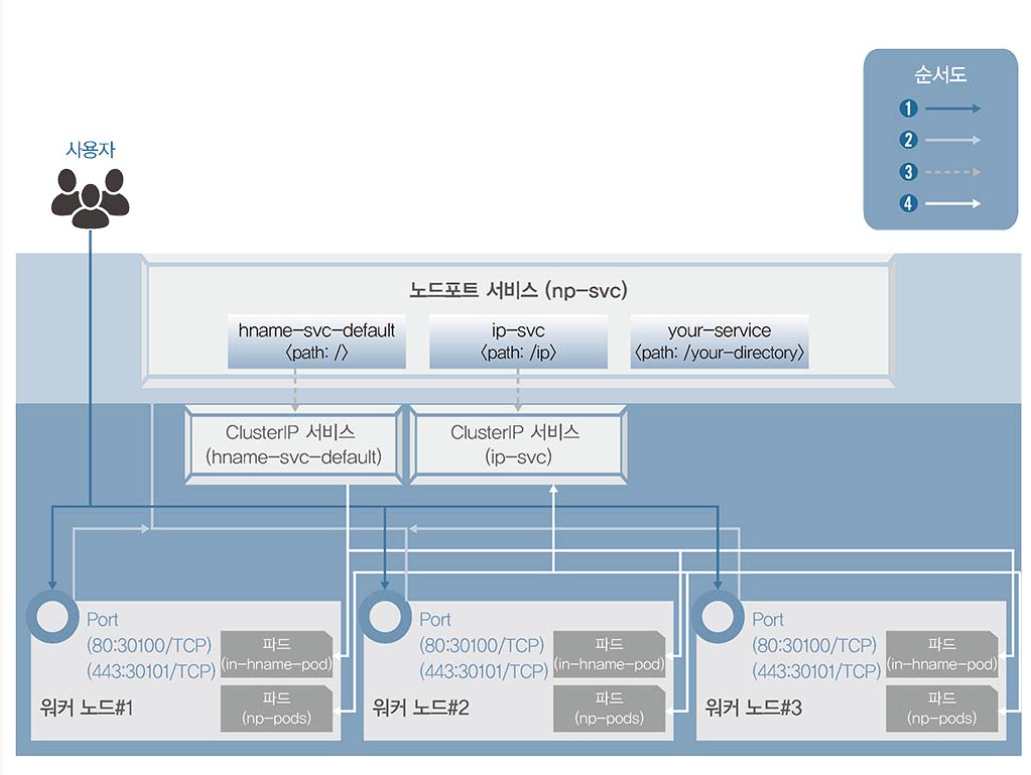 순서도
1
2
3
4
사용자
노드포트 서비스 (np-svc)
hname-svc-default
〈path: /〉
ip-svc
〈path: /ip〉
your-service
〈path: /your-directory〉
ClusterIP 서비스
(hname-svc-default)
ClusterIP 서비스
(ip-svc)
Port
(80:30100/TCP)
(443:30101/TCP)
파드
(in-hname-pod)
파드
(np-pods)
워커 노드#1
Port
(80:30100/TCP)
(443:30101/TCP)
파드
(in-hname-pod)
파드
(np-pods)
워커 노드#2
Port
(80:30100/TCP)
(443:30101/TCP)
파드
(in-hname-pod)
파드
(np-pods)
워커 노드#3